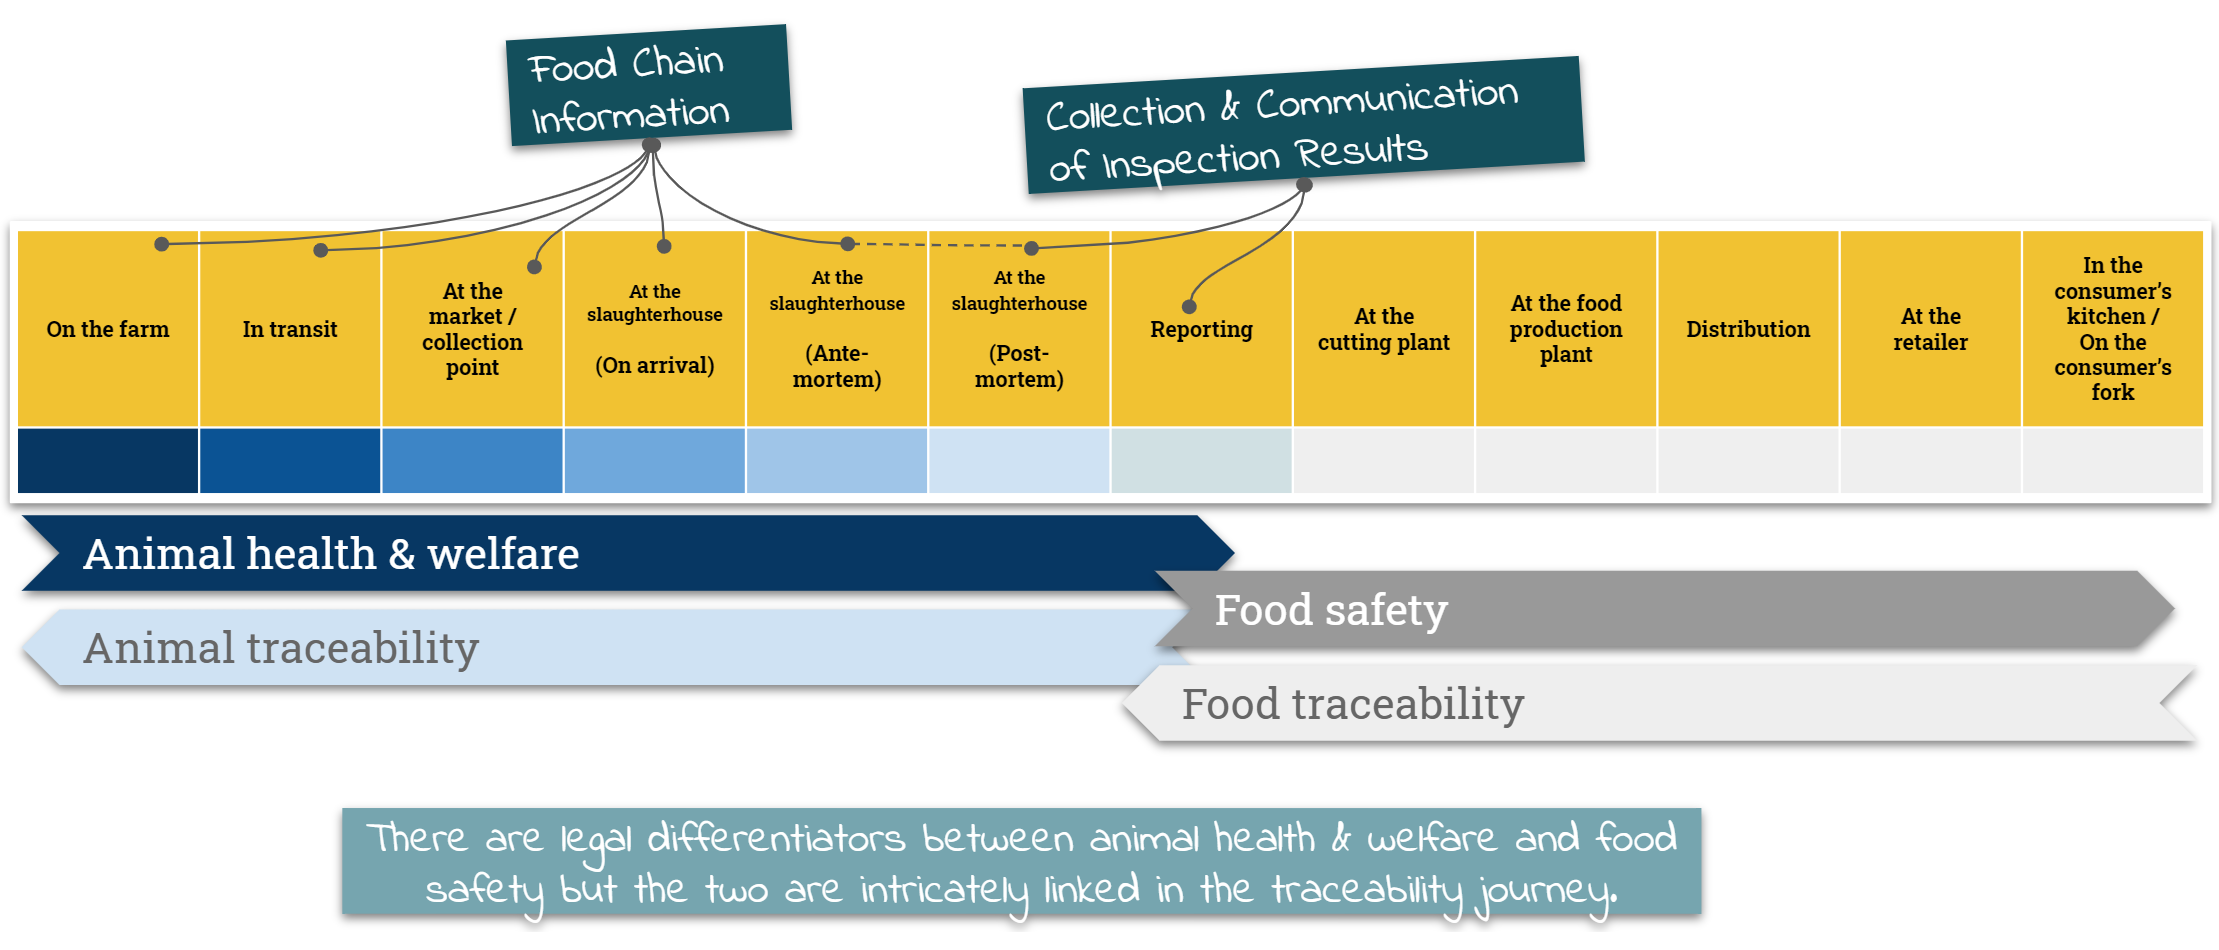 Food Chain
Information
Collection & Communication
of Inspection Results
On the farm
In transit
At the
market /
collection
point
At the
slaughterhouse
(On arrival)
At the
slaughterhouse
(Ante-
mortem)
At the
slaughterhouse
(Post-
mortem)
Reporting
At the
cutting plant
At the food
production
plant
Distribution
At the
retailer
In the
consumer’s
kitchen /
On the
consumer’s
fork
Animal health & welfare
Food safety
Animal traceability
Food traceability
There are legal differentiators between animal health & welfare and food
safety but the two are intricately linked in the traceability journey.